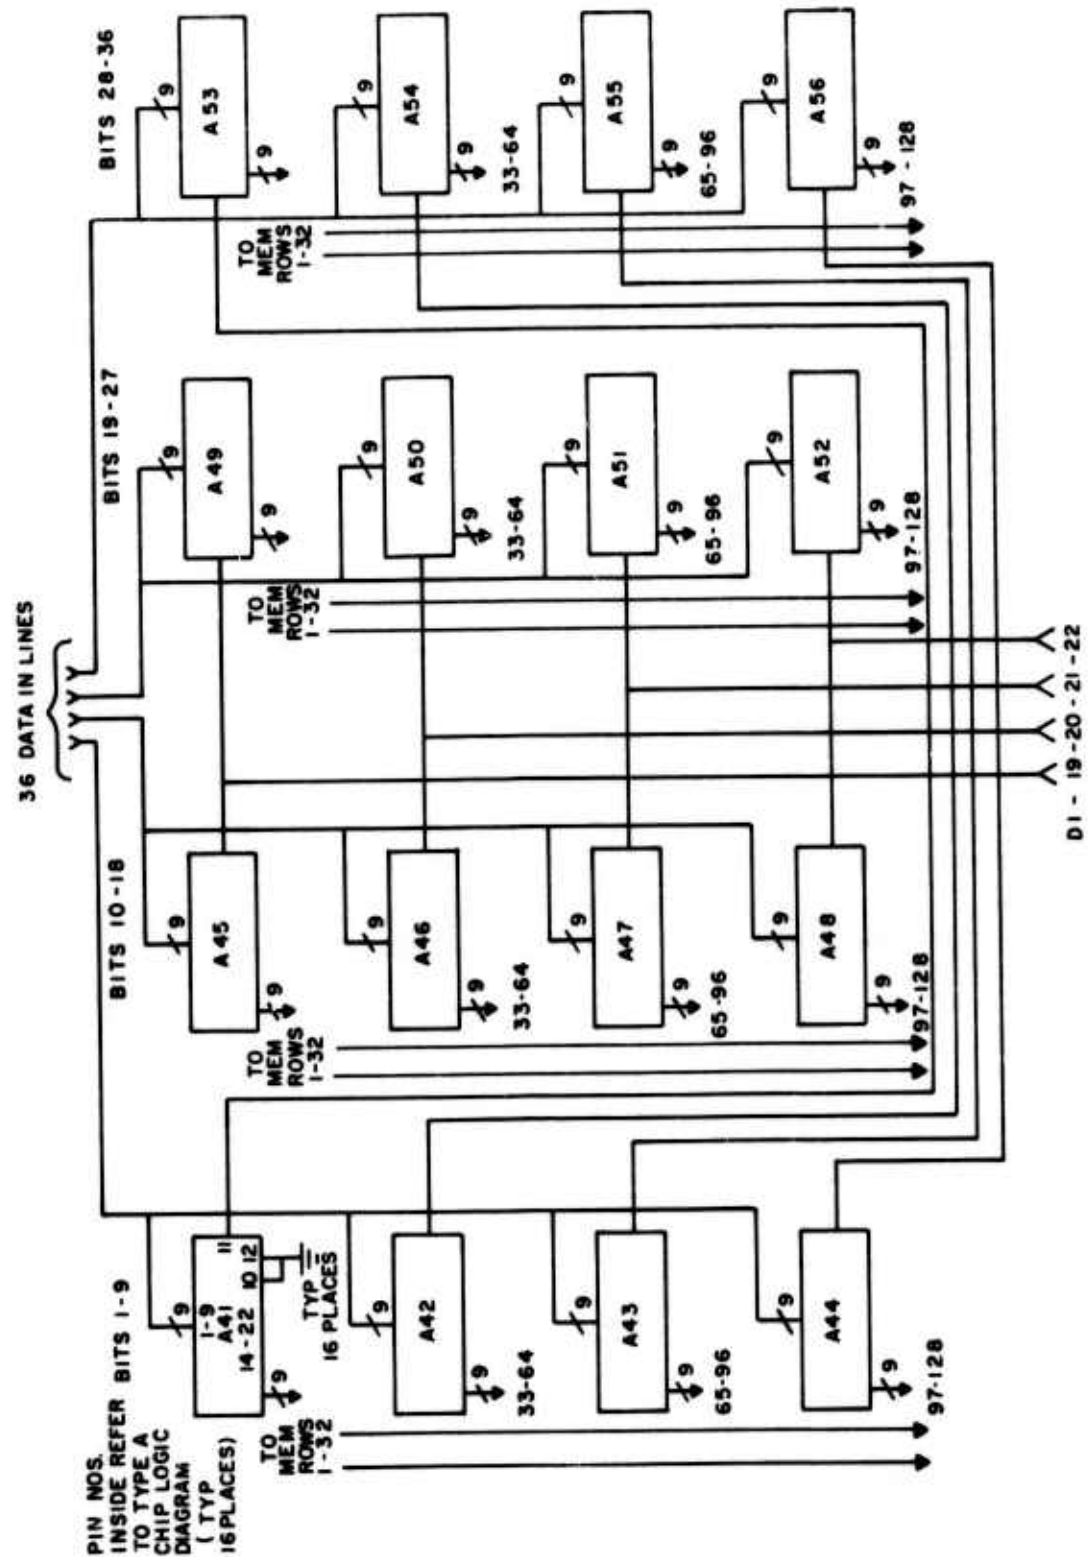 36 DATA IN LINES
PIN NOS.
INSIDE REFER
TO TYPE A
CHIP LOGIC
DIAGRAM
( TYP
16 PLACES)
BITS 1-9
9
1-9
A41
14-22
11
10 12
9
TYP
16 PLACES
TO
MEM
ROWS
1-32
9
A42
9
33-64
9
A43
9
65-96
9
A44
9
97-128
BITS 10-18
9
A45
9
TO
MEM
ROWS
1-32
9
A46
9
33-64
9
A47
9
65-96
9
A48
9
97-128
BITS 19-27
9
A49
9
TO
MEM
ROWS
1-32
9
A50
9
33-64
9
A51
9
65-96
9
A52
9
97-128
BITS 28-36
9
A53
9
TO
MEM
ROWS
1-32
9
A54
9
33-64
9
A55
9
65-96
9
A56
9
97-128
DI - 19-20-21-22